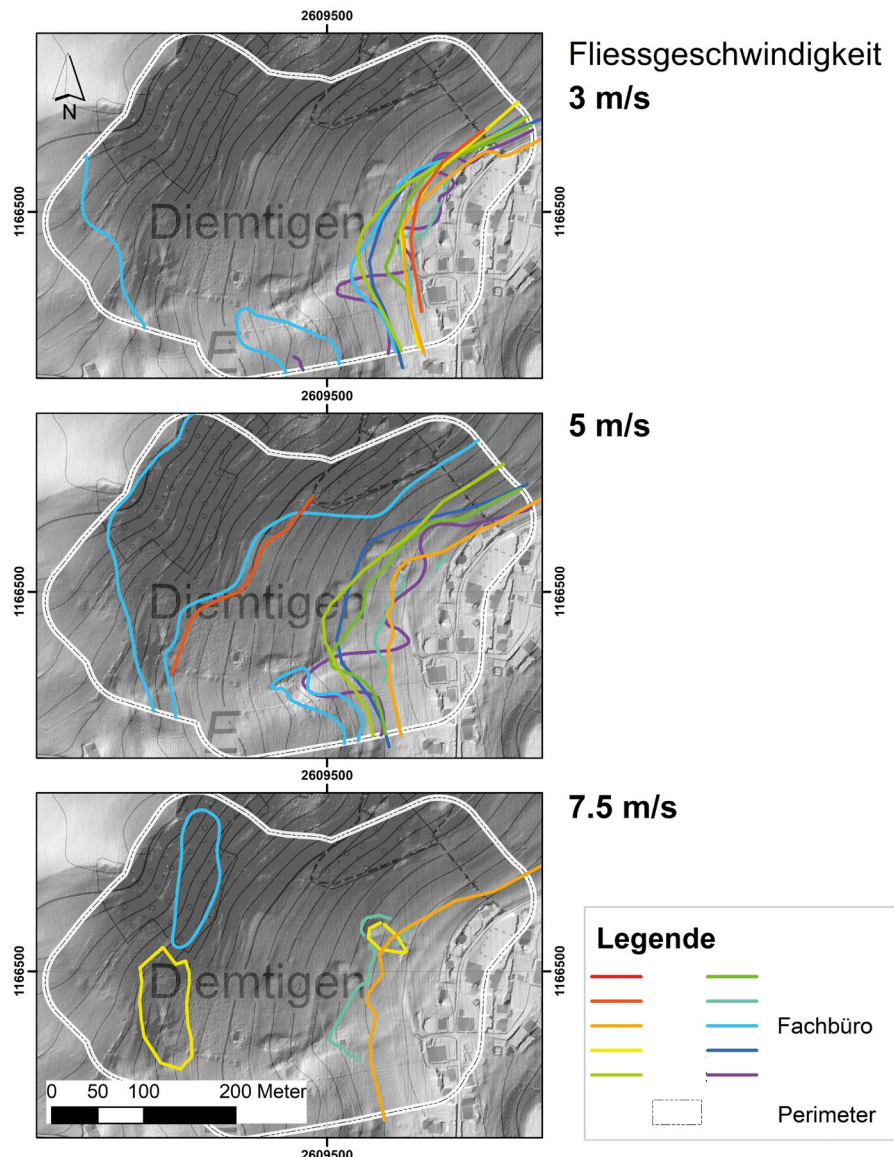 2609500
Fliessgeschwindigkeit
3 m/s
N
1166500
Diemtigen
1166500
E
2609500
5 m/s
1166500
Diemtigen
1166500
E
2609500
7.5 m/s
1166500
Diemtigen
1166500
0 50 100 200 Meter
2609500
Legende
Fachbüro
Perimeter